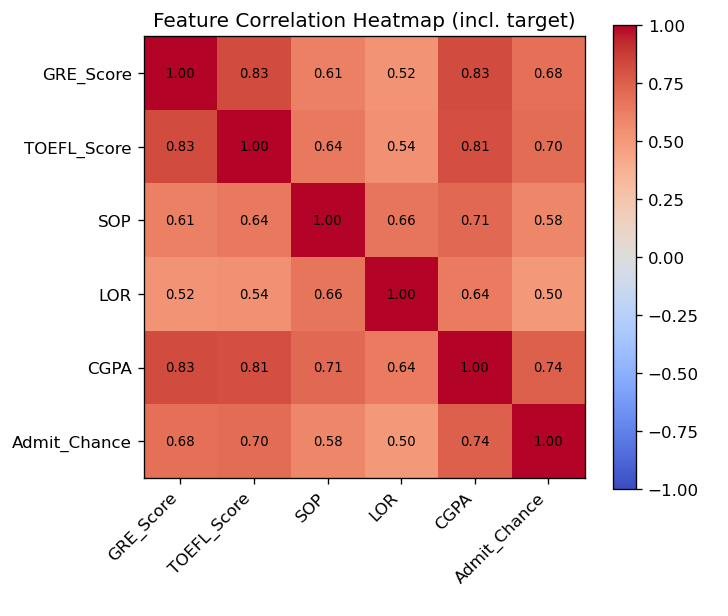 Feature Correlation Heatmap (incl. target)
GRE_Score 1.00 0.83 0.61 0.52 0.83 0.68
TOEFL_Score 0.83 1.00 0.64 0.54 0.81 0.70
SOP 0.61 0.64 1.00 0.66 0.71 0.58
LOR 0.52 0.54 0.66 1.00 0.64 0.50
CGPA 0.83 0.81 0.71 0.64 1.00 0.74
Admit_Chance 0.68 0.70 0.58 0.50 0.74 1.00
GRE_Score TOEFL_Score SOP LOR CGPA Admit_Chance
1.00
0.75
0.50
0.25
0.00
−0.25
−0.50
−0.75
−1.00